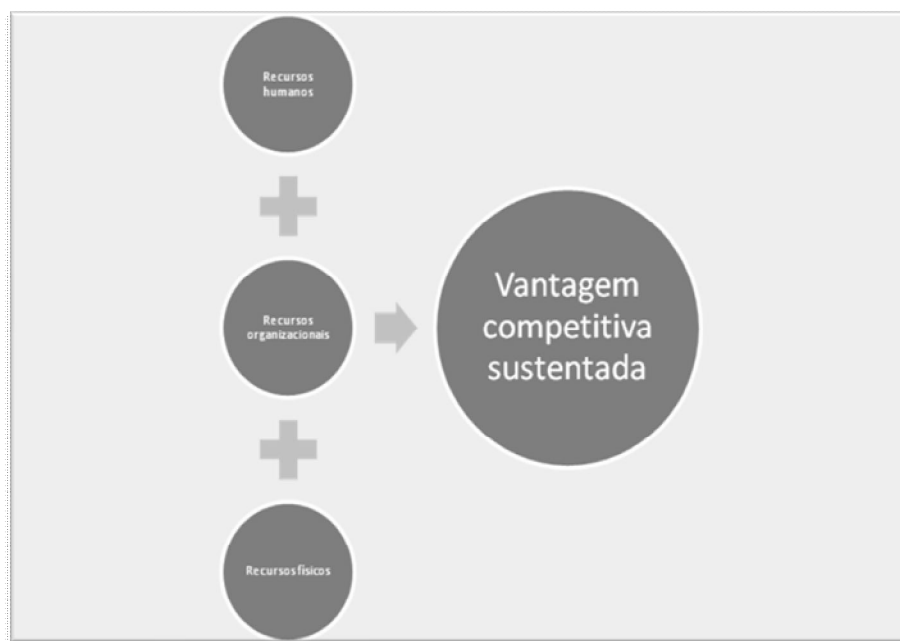 Recursos
humanos
Recursos
organizacionais
Recursos físicos
Vantagem
competitiva
sustentada